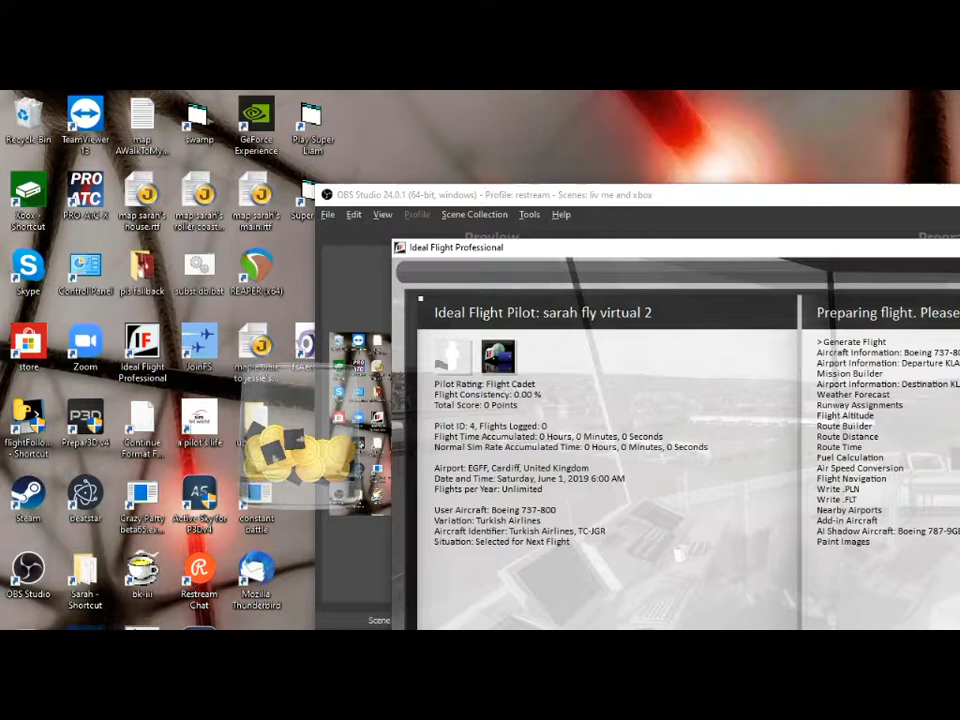 Recycle Bin
TeamViewer 13
map AWalkToMy...
swamp
GeForce Experience
Play Super Liam
Xbox - Shortcut
PRO ATC
PRO-ATC-X
map sarah's house.rtf
map sarah's roller coast...
map sarah's main.rtf
Super
Skype
Control Panel
pls fallback
subst dbl.bat
REAPER (x64)
store
Zoom
IF
Ideal Flight Professional
JoinFS
to jessie's...
fsAer
flightFollo... - Shortcut
P3D
Prepar3D v4
Continue
Format F...
a pilot's life
Steam
beatstar
Crazy Party
AS
Active Sky for P3Dv4
constant battle
OBS Studio
Sarah - Shortcut
bk-iii
Restream Chat
Mozilla Thunderbird
OBS Studio 24.0.1 (64-bit, windows) - Profile: restream - Scenes: liv me and xbox
File Edit View Profile Scene Collection Tools Help
Preview
Progr
Ideal Flight Professional
Ideal Flight Pilot: sarah fly virtual 2
Pilot Rating: Flight Cadet
Flight Consistency: 0.00 %
Total Score: 0 Points
Pilot ID: 4, Flights Logged: 0
Flight Time Accumulated: 0 Hours, 0 Minutes, 0 Seconds
Normal Sim Rate Accumulated Time: 0 Hours, 0 Minutes, 0 Seconds
Airport: EGFF, Cardiff, United Kingdom
Date and Time: Saturday, June 1, 2019 6:00 AM
Flights per Year: Unlimited
User Aircraft: Boeing 737-800
Variation: Turkish Airlines
Aircraft Identifier: Turkish Airlines, TC-JGR
Situation: Selected for Next Flight
Preparing flight. Please
> Generate Flight
Aircraft Information: Boeing 737-80
Airport Information: Departure KLA
Mission Builder
Airport Information: Destination KL
Weather Forecast
Runway Assignments
Flight Altitude
Route Builder
Route Distance
Route Time
Fuel Calculation
Air Speed Conversion
Flight Navigation
Write .PLN
Write .FLT
Nearby Airports
Add-in Aircraft
AI Shadow Aircraft: Boeing 787-9GE
Paint Images
Scene